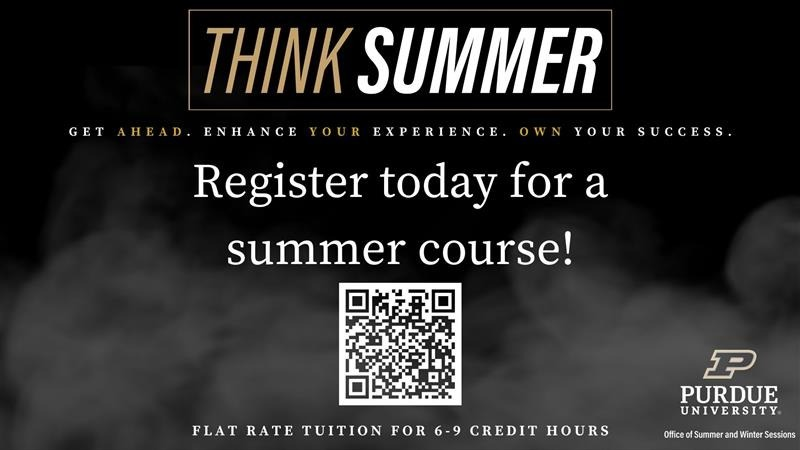 THINK SUMMER
GET AHEAD. ENHANCE YOUR EXPERIENCE. OWN YOUR SUCCESS.
Register today for a
summer course!
FLAT RATE TUITION FOR 6-9 CREDIT HOURS
P
PURDUE
UNIVERSITY®
Office of Summer and Winter Sessions